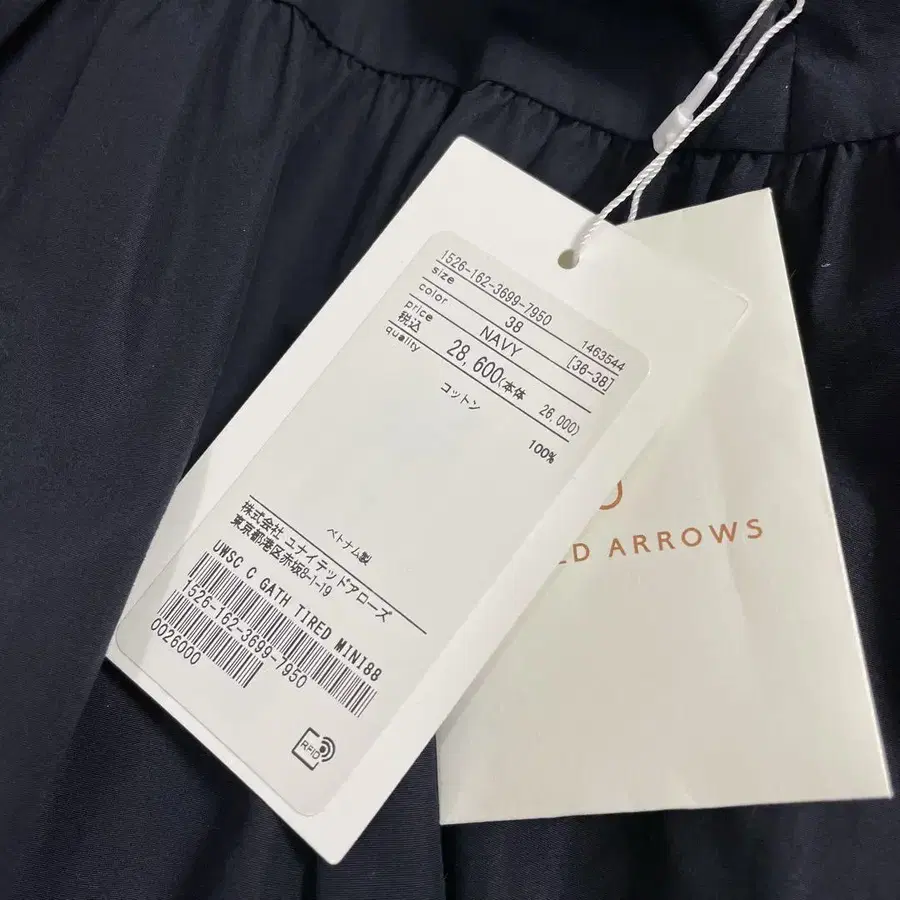 1526-162-3699-7950
size 38 1463544
color NAVY [36-38]
price
税込 28,600(本体 26,000)
quality
コットン 100%
ベトナム製
株式会社 ユナイテッドアローズ
東京都港区赤坂8-1-19
UWSC C GATH TIRED MINI88
1526-162-3699-7950
0026000
RFID
ARROWS